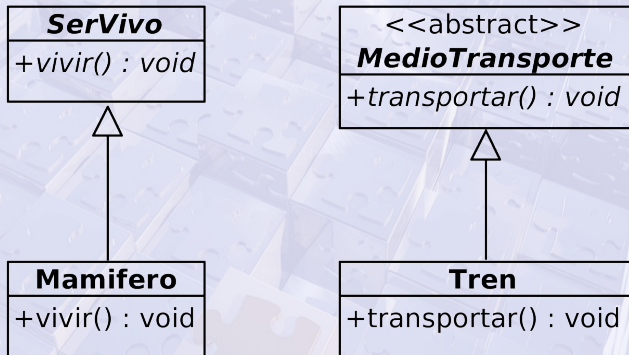 SerVivo
+vivir() : void
<<abstract>>
MedioTransporte
+transportar() : void
Mamifero
+vivir() : void
Tren
+transportar() : void